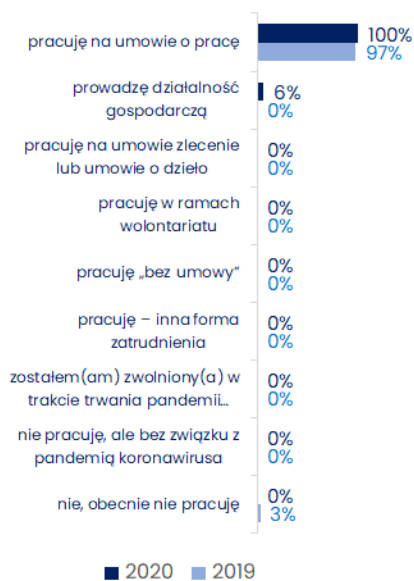 pracuję na umowie o pracę
100%
97%
prowadzę działalność
gospodarczą
6%
0%
pracuję na umowie zlecenie
lub umowie o dzieło
0%
0%
pracuję w ramach
wolontariatu
0%
0%
pracuję „bez umowy”
0%
0%
pracuję – inna forma
zatrudnienia
0%
0%
zostałem(am) zwolniony(a) w
trakcie trwania pandemii...
0%
0%
nie pracuję, ale bez związku z
pandemią koronawirusa
0%
0%
nie, obecnie nie pracuję
0%
3%
2020 2019